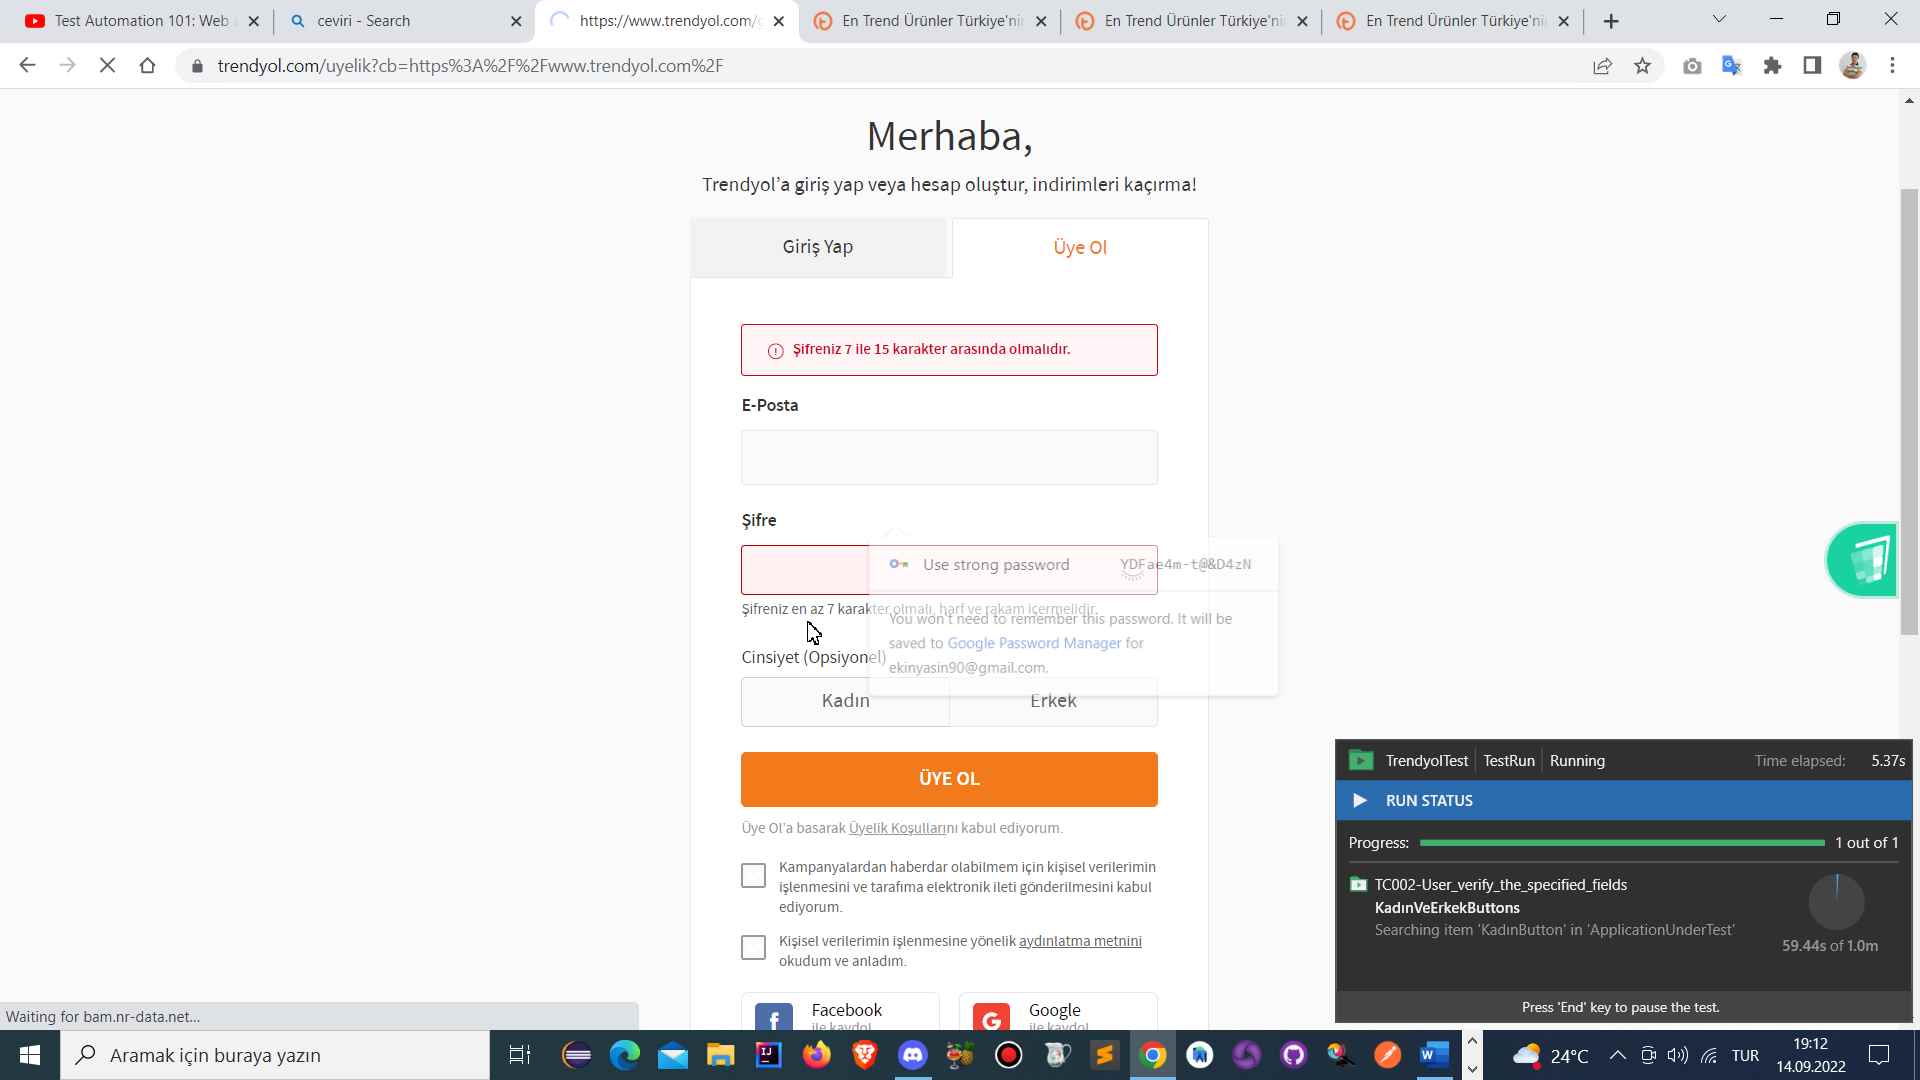 Test Automation 101: Web
ceviri - Search
https://www.trendyol.com/
En Trend Ürünler Türkiye'nin
En Trend Ürünler Türkiye'nin
En Trend Ürünler Türkiye'nin
trendyol.com/uyelik?cb=https%3A%2F%2Fwww.trendyol.com%2F
Merhaba,
Trendyol'a giriş yap veya hesap oluştur, indirimleri kaçırma!
Giriş Yap
Üye Ol
Şifreniz 7 ile 15 karakter arasında olmalıdır.
E-Posta
Şifre
Use strong password YDFae4m-t@&D4zN
Şifreniz en az 7 karakter olmalı, harf ve rakam içermelidir.
You won't need to remember this password. It will be
saved to Google Password Manager for
ekinyasin90@gmail.com.
Cinsiyet (Opsiyonel)
Kadın
Erkek
ÜYE OL
Üye Ol'a basarak Üyelik Koşullarını kabul ediyorum.
Kampanyalardan haberdar olabilmem için kişisel verilerimin
işlenmesini ve tarafıma elektronik ileti gönderilmesini kabul
ediyorum.
Kişisel verilerimin işlenmesine yönelik aydınlatma metnini
okudum ve anladım.
Facebook
ile kaydol
Google
ile kaydol
TrendyolTest TestRun Running Time elapsed: 5.37s
RUN STATUS
Progress: 1 out of 1
TC002-User_verify_the_specified_fields
KadınVeErkekButtons
Searching item 'KadınButton' in 'ApplicationUnderTest'
59.44s of 1.0m
Press 'End' key to pause the test.
Waiting for bam.nr-data.net...
Aramak için buraya yazın
24°C
TUR
19:12
14.09.2022